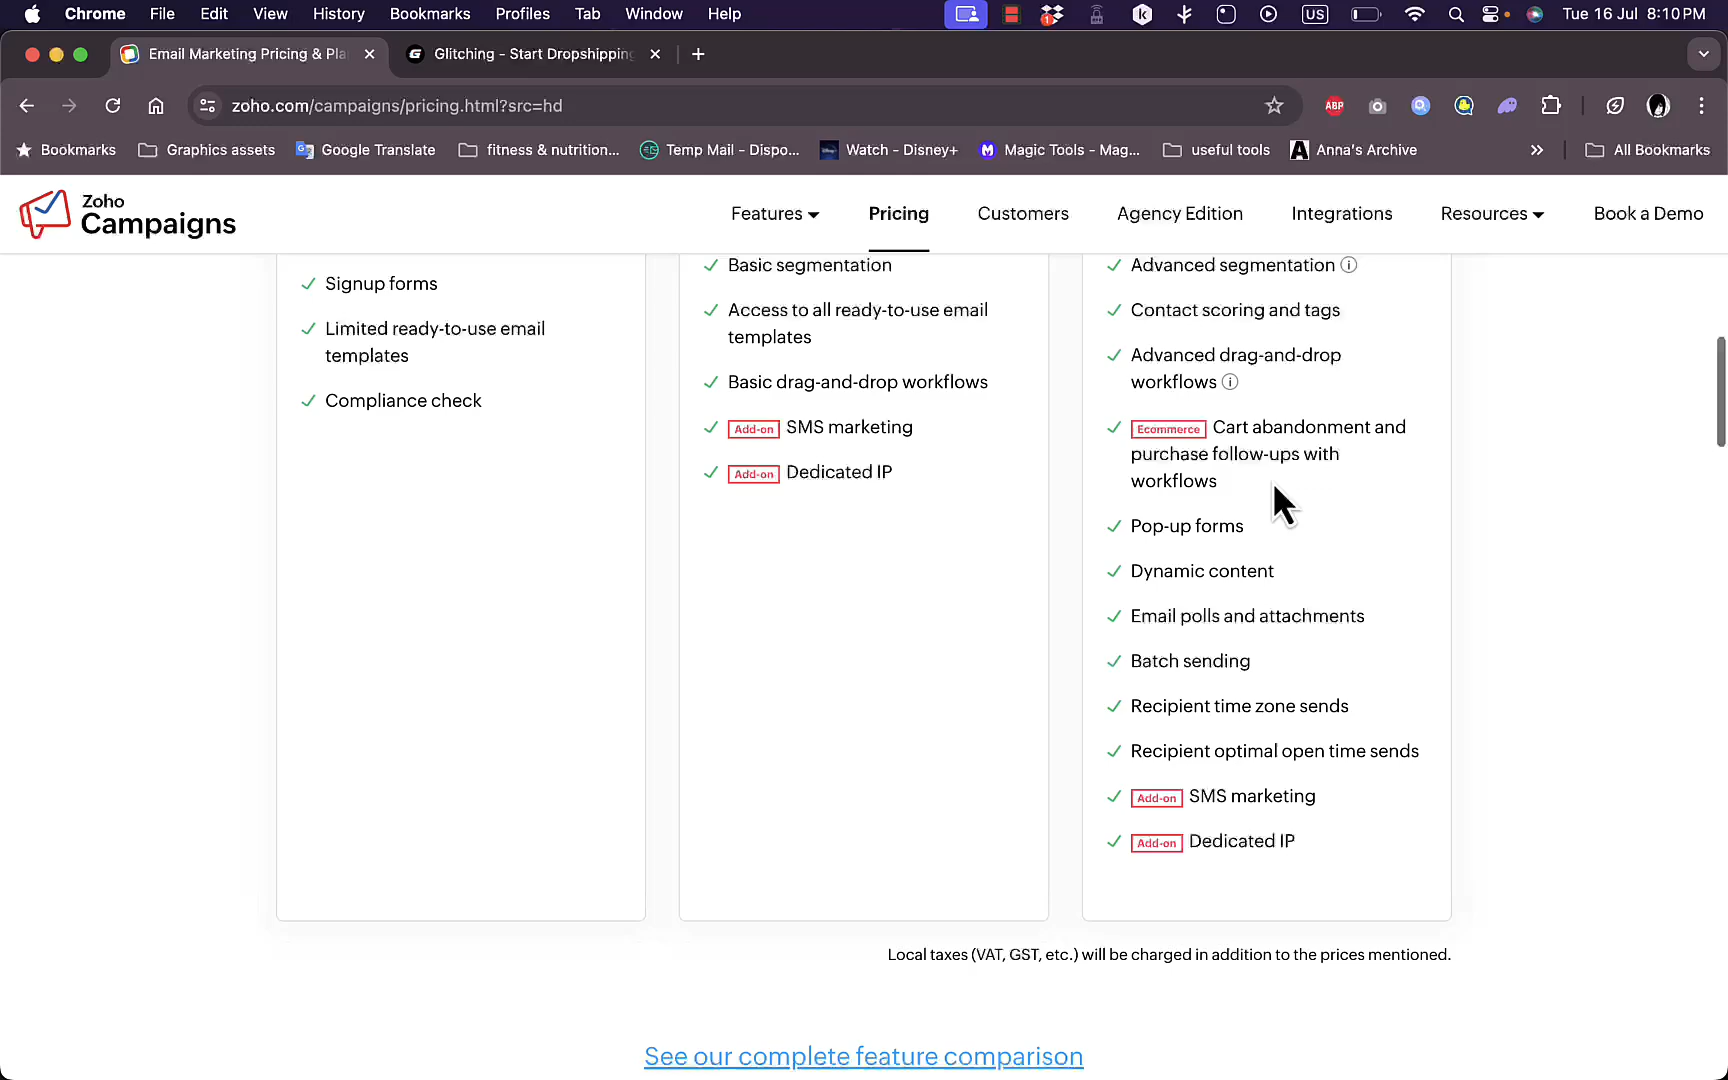 Chrome File Edit View History Bookmarks Profiles Tab Window Help US Tue 16 Jul 8:10 PM
Email Marketing Pricing & Pla Glitching - Start Dropshipping
zoho.com/campaigns/pricing.html?src=hd ABP
Bookmarks Graphics assets Google Translate fitness & nutrition... Temp Mail - Dispo... Watch - Disney+ Magic Tools - Mag... useful tools Anna's Archive All Bookmarks
Zoho
Campaigns
Features Pricing Customers Agency Edition Integrations Resources Book a Demo
Signup forms
Limited ready-to-use email
templates
Compliance check
Basic segmentation
Access to all ready-to-use email
templates
Basic drag-and-drop workflows
Add-on SMS marketing
Add-on Dedicated IP
Advanced segmentation
Contact scoring and tags
Advanced drag-and-drop
workflows
Ecommerce Cart abandonment and
purchase follow-ups with
workflows
Pop-up forms
Dynamic content
Email polls and attachments
Batch sending
Recipient time zone sends
Recipient optimal open time sends
Add-on SMS marketing
Add-on Dedicated IP
Local taxes (VAT, GST, etc.) will be charged in addition to the prices mentioned.
See our complete feature comparison